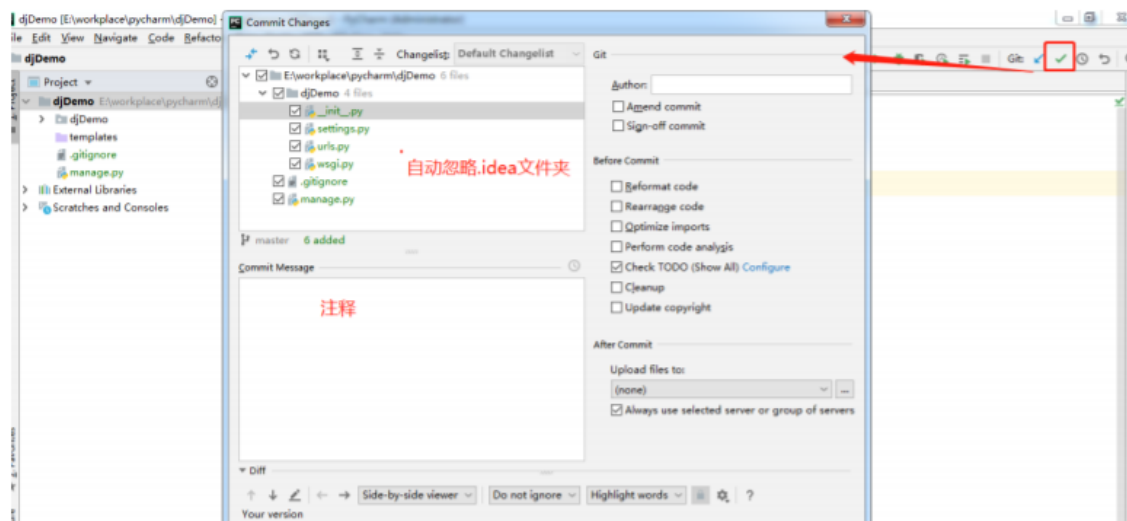 djDemo [E:\workplace\pycharm\djDemo] -
Commit Changes
Edit View Navigate Code Refacto
djDemo
Changelist: Default Changelist
Git
Git:
Project
E:\workplace\pycharm\djDemo 6 files
Author:
djDemo E:\workplace\pycharm\dj
djDemo 4 files
Amend commit
djDemo
__init__.py
Sign-off commit
templates
settings.py
.gitignore
urls.py
Before Commit
manage.py
wsgi.py
自动忽略.idea文件夹
External Libraries
.gitignore
Reformat code
Scratches and Consoles
manage.py
Rearrange code
Optimize imports
master 6 added
Perform code analysis
Commit Message
Check TODO (Show All) Configure
Cleanup
注释
Update copyright
After Commit
Upload files to:
(none)
...
Always use selected server or group of servers
Diff
Side-by-side viewer
Do not ignore
Highlight words
?
Your version